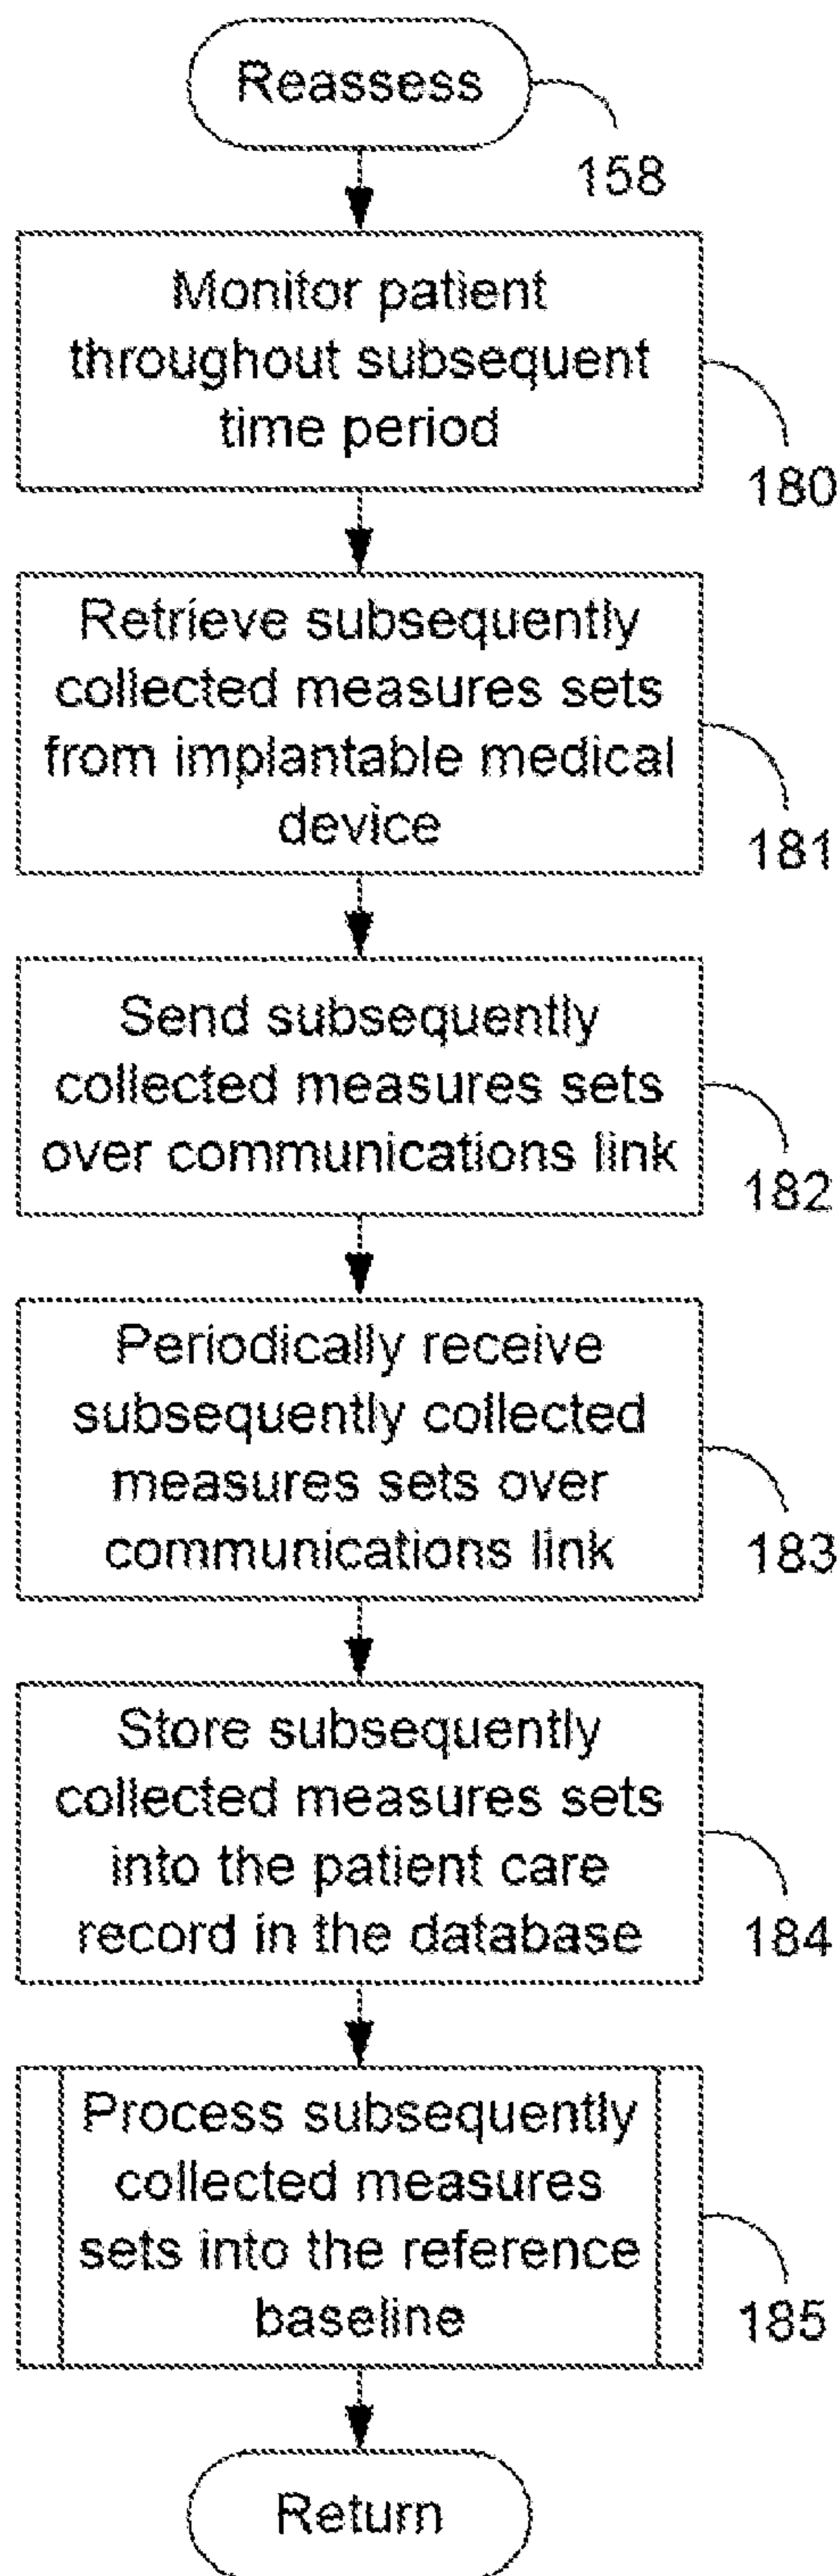 Reassess
158
Monitor patient
throughout subsequent
time period
180
Retrieve subsequently
collected measures sets
from implantable medical
device
181
Send subsequently
collected measures sets
over communications link
182
Periodically receive
subsequently collected
measures sets over
communications link
183
Store subsequently
collected measures sets
into the patient care
record in the database
184
Process subsequently
collected measures
sets into the reference
baseline
185
Return